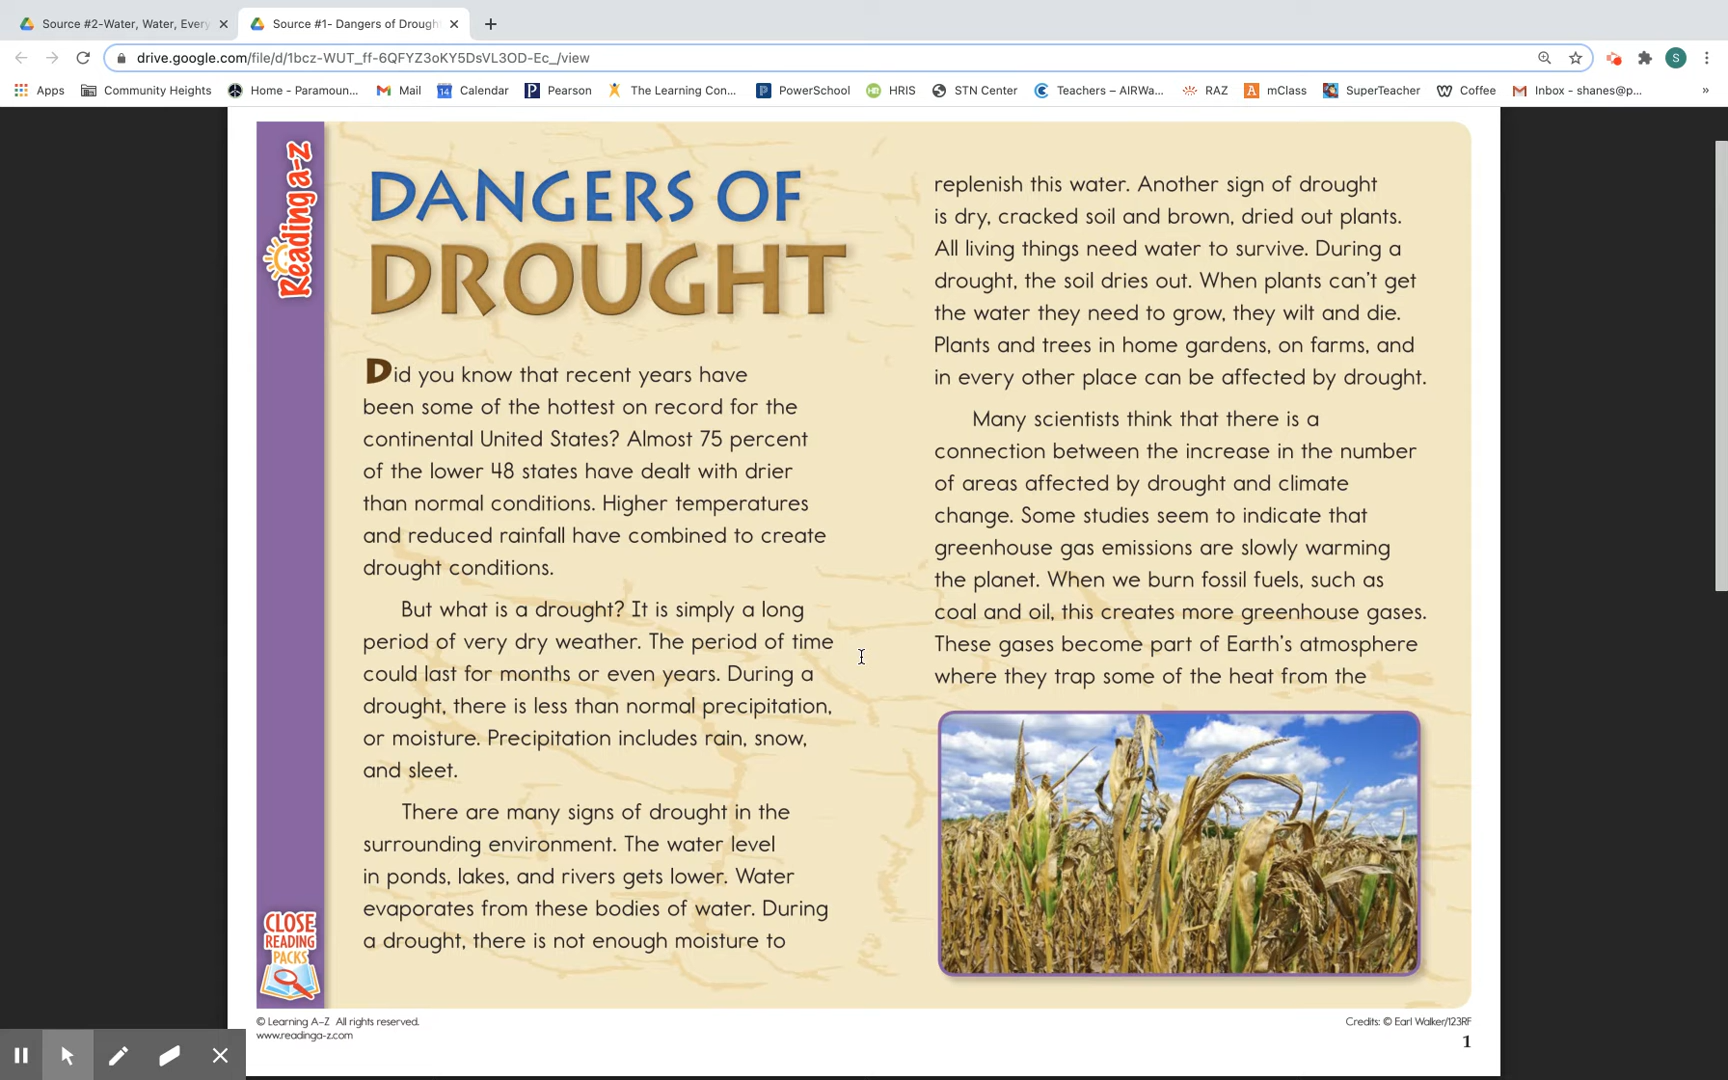 Source #2-Water, Water, Every
Source #1- Dangers of Drough
drive.google.com/file/d/1bcz-WUT_ff-6QFYZ3oKY5DsVL3OD-Ec_/view
S
Apps
Community Heights
Home - Paramoun...
Mail
Calendar
Pearson
The Learning Con...
PowerSchool
HRIS
STN Center
Teachers – AIRWa...
RAZ
mClass
SuperTeacher
Coffee
Inbox - shanes@p...
»
Reading a-z
DANGERS OF
DROUGHT
Did you know that recent years have
been some of the hottest on record for the
continental United States? Almost 75 percent
of the lower 48 states have dealt with drier
than normal conditions. Higher temperatures
and reduced rainfall have combined to create
drought conditions.
But what is a drought? It is simply a long
period of very dry weather. The period of time
could last for months or even years. During a
drought, there is less than normal precipitation,
or moisture. Precipitation includes rain, snow,
and sleet.
There are many signs of drought in the
surrounding environment. The water level
in ponds, lakes, and rivers gets lower. Water
evaporates from these bodies of water. During
a drought, there is not enough moisture to
replenish this water. Another sign of drought
is dry, cracked soil and brown, dried out plants.
All living things need water to survive. During a
drought, the soil dries out. When plants can't get
the water they need to grow, they wilt and die.
Plants and trees in home gardens, on farms, and
in every other place can be affected by drought.
Many scientists think that there is a
connection between the increase in the number
of areas affected by drought and climate
change. Some studies seem to indicate that
greenhouse gas emissions are slowly warming
the planet. When we burn fossil fuels, such as
coal and oil, this creates more greenhouse gases.
These gases become part of Earth's atmosphere
where they trap some of the heat from the
CLOSE
READING
PACKS
© Learning A–Z All rights reserved.
www.readinga-z.com
Credits: © Earl Walker/123RF
1